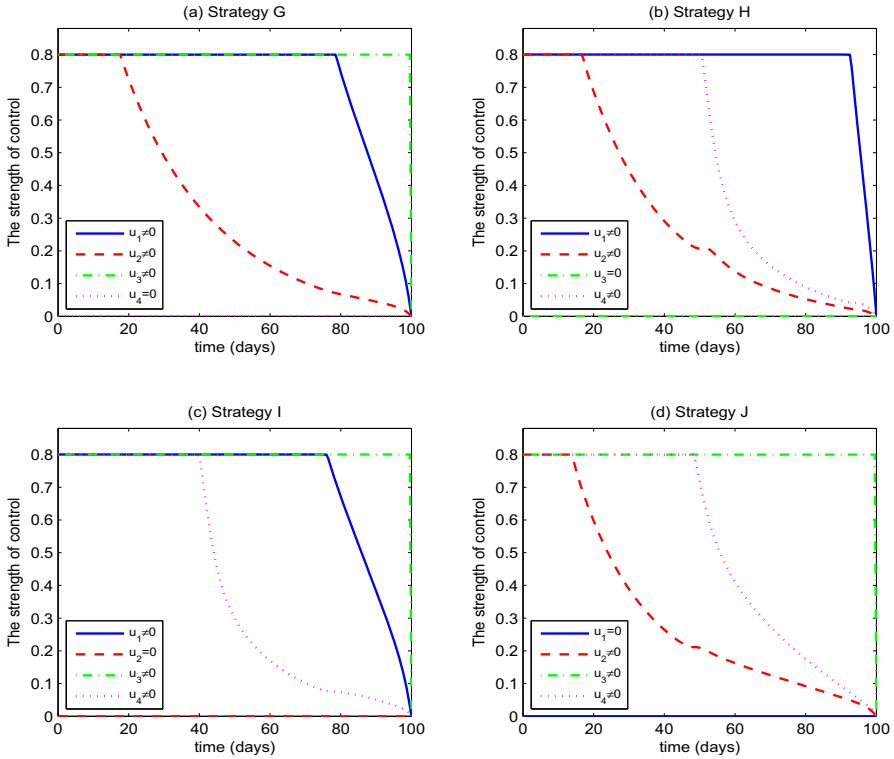 (a) Strategy G
The strength of control
0.8
0.7
0.6
0.5
0.4
0.3
0.2
0.1
0
u₁≠0
u₂≠0
u₃≠0
u₄=0
0 20 40 60 80 100
time (days)
(b) Strategy H
The strength of control
0.8
0.7
0.6
0.5
0.4
0.3
0.2
0.1
0
u₁≠0
u₂≠0
u₃=0
u₄≠0
0 20 40 60 80 100
time (days)
(c) Strategy I
The strength of control
0.8
0.7
0.6
0.5
0.4
0.3
0.2
0.1
0
u₁≠0
u₂=0
u₃≠0
u₄≠0
0 20 40 60 80 100
time (days)
(d) Strategy J
The strength of control
0.8
0.7
0.6
0.5
0.4
0.3
0.2
0.1
0
u₁=0
u₂≠0
u₃≠0
u₄≠0
0 20 40 60 80 100
time (days)